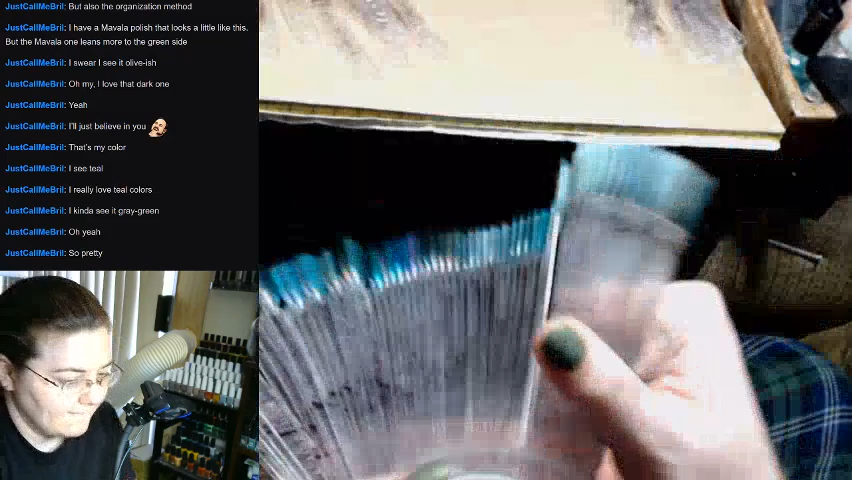 JustCallMeBril: But also the organization method
JustCallMeBril: I have a Mavala polish that looks a little like this.
But the Mavala one leans more to the green side
JustCallMeBril: I swear I see it olive-ish
JustCallMeBril: Oh my, I love that dark one
JustCallMeBril: Yeah
JustCallMeBril: I'll just believe in you
JustCallMeBril: That's my color
JustCallMeBril: I see teal
JustCallMeBril: I really love teal colors
JustCallMeBril: I kinda see it gray-green
JustCallMeBril: Oh yeah
JustCallMeBril: So pretty